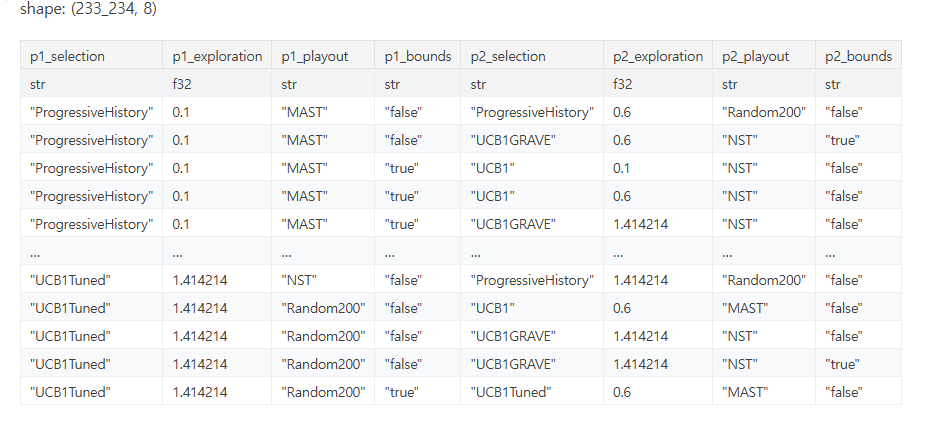 shape: (233_234, 8)
p1_selection p1_exploration p1_playout p1_bounds p2_selection p2_exploration p2_playout p2_bounds
str f32 str str str f32 str str
"ProgressiveHistory" 0.1 "MAST" "false" "ProgressiveHistory" 0.6 "Random200" "false"
"ProgressiveHistory" 0.1 "MAST" "false" "UCB1GRAVE" 0.6 "NST" "true"
"ProgressiveHistory" 0.1 "MAST" "true" "UCB1" 0.1 "NST" "false"
"ProgressiveHistory" 0.1 "MAST" "true" "UCB1" 0.6 "NST" "false"
"ProgressiveHistory" 0.1 "MAST" "true" "UCB1GRAVE" 1.414214 "NST" "false"
... ... ... ... ... ... ... ...
"UCB1Tuned" 1.414214 "NST" "false" "ProgressiveHistory" 1.414214 "Random200" "false"
"UCB1Tuned" 1.414214 "Random200" "false" "UCB1" 0.6 "MAST" "false"
"UCB1Tuned" 1.414214 "Random200" "false" "UCB1GRAVE" 1.414214 "NST" "false"
"UCB1Tuned" 1.414214 "Random200" "false" "UCB1GRAVE" 1.414214 "NST" "true"
"UCB1Tuned" 1.414214 "Random200" "true" "UCB1Tuned" 0.6 "MAST" "false"